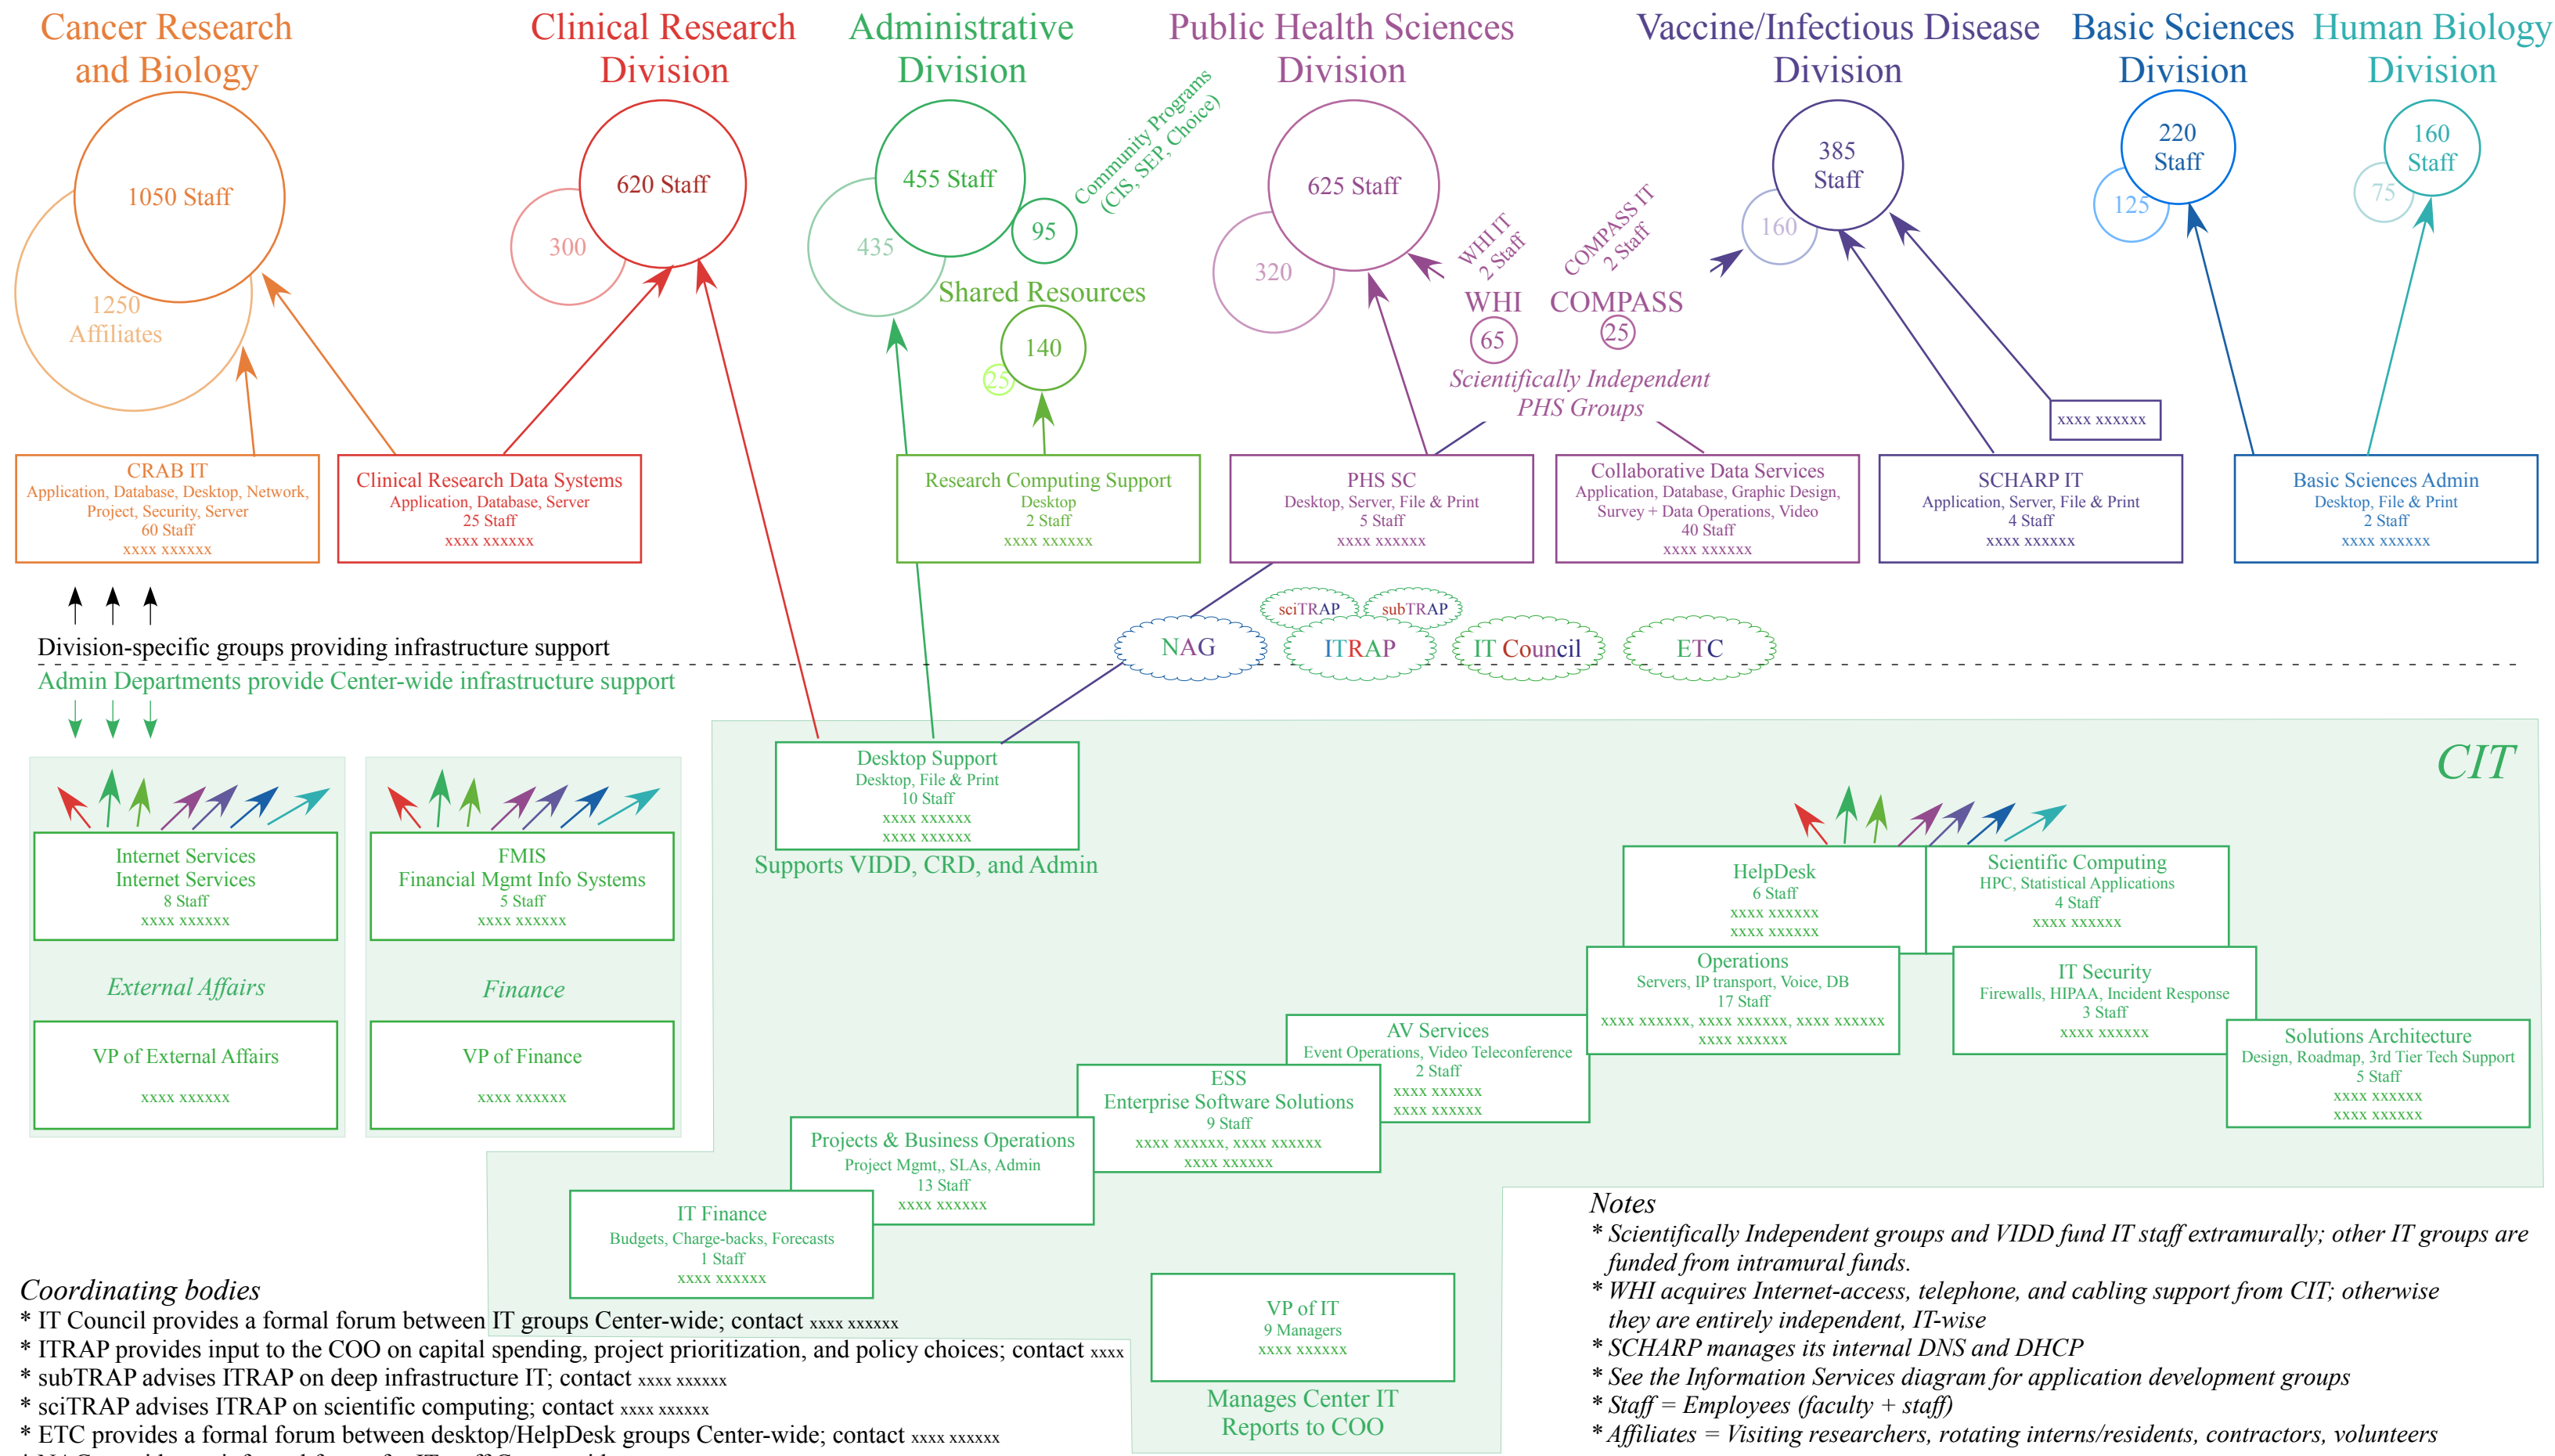 Cancer Research
and Biology
1050 Staff
1250
Affiliates
Clinical Research
Division
620 Staff
300
Administrative
Division
455 Staff
435
95
Community Programs
(CIS, SEP, Choice)
Shared Resources
140
25
Public Health Sciences
Division
625 Staff
320
WHI IT
2 Staff
COMPASS IT
2 Staff
WHI
65
COMPASS
25
Scientifically Independent
PHS Groups
Vaccine/Infectious Disease
Division
385
Staff
160
Basic Sciences
Division
220
Staff
125
Human Biology
Division
160
Staff
75
xxxx xxxxxx
CRAB IT
Application, Database, Desktop, Network,
Project, Security, Server
60 Staff
xxxx xxxxxx
Clinical Research Data Systems
Application, Database, Server
25 Staff
xxxx xxxxxx
Research Computing Support
Desktop
2 Staff
xxxx xxxxxx
PHS SC
Desktop, Server, File & Print
5 Staff
xxxx xxxxxx
Collaborative Data Services
Application, Database, Graphic Design,
Survey + Data Operations, Video
40 Staff
xxxx xxxxxx
SCHARP IT
Application, Server, File & Print
4 Staff
xxxx xxxxxx
Basic Sciences Admin
Desktop, File & Print
2 Staff
xxxx xxxxxx
sciTRAP
subTRAP
NAG
ITRAP
IT Council
ETC
Division-specific groups providing infrastructure support
Admin Departments provide Center-wide infrastructure support
CIT
Desktop Support
Desktop, File & Print
10 Staff
xxxx xxxxxx
xxxx xxxxxx
Supports VIDD, CRD, and Admin
Internet Services
Internet Services
8 Staff
xxxx xxxxxx
External Affairs
VP of External Affairs
xxxx xxxxxx
FMIS
Financial Mgmt Info Systems
5 Staff
xxxx xxxxxx
Finance
VP of Finance
xxxx xxxxxx
HelpDesk
6 Staff
xxxx xxxxxx
xxxx xxxxxx
Scientific Computing
HPC, Statistical Applications
4 Staff
xxxx xxxxxx
Operations
Servers, IP transport, Voice, DB
17 Staff
xxxx xxxxxx, xxxx xxxxxx, xxxx xxxxxx
xxxx xxxxxx
IT Security
Firewalls, HIPAA, Incident Response
3 Staff
xxxx xxxxxx
Solutions Architecture
Design, Roadmap, 3rd Tier Tech Support
5 Staff
xxxx xxxxxx
xxxx xxxxxx
AV Services
Event Operations, Video Teleconference
2 Staff
xxxx xxxxxx
xxxx xxxxxx
ESS
Enterprise Software Solutions
9 Staff
xxxx xxxxxx, xxxx xxxxxx
xxxx xxxxxx
Projects & Business Operations
Project Mgmt,, SLAs, Admin
13 Staff
xxxx xxxxxx
IT Finance
Budgets, Charge-backs, Forecasts
1 Staff
xxxx xxxxxx
VP of IT
9 Managers
xxxx xxxxxx
Manages Center IT
Reports to COO
Coordinating bodies
* IT Council provides a formal forum between IT groups Center-wide; contact xxxx xxxxxx
* ITRAP provides input to the COO on capital spending, project prioritization, and policy choices; contact xxxx
* subTRAP advises ITRAP on deep infrastructure IT; contact xxxx xxxxxx
* sciTRAP advises ITRAP on scientific computing; contact xxxx xxxxxx
* ETC provides a formal forum between desktop/HelpDesk groups Center-wide; contact xxxx xxxxxx
Notes
* Scientifically Independent groups and VIDD fund IT staff extramurally; other IT groups are
funded from intramural funds.
* WHI acquires Internet-access, telephone, and cabling support from CIT; otherwise
they are entirely independent, IT-wise
* SCHARP manages its internal DNS and DHCP
* See the Information Services diagram for application development groups
* Staff = Employees (faculty + staff)
* Affiliates = Visiting researchers, rotating interns/residents, contractors, volunteers